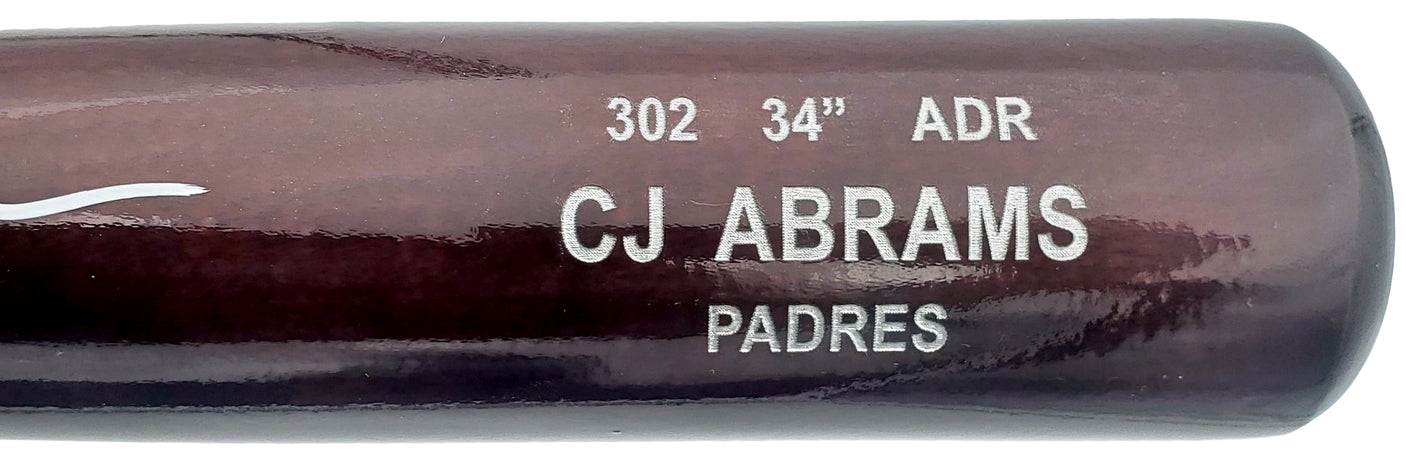 302 34” ADR
CJ ABRAMS
PADRES